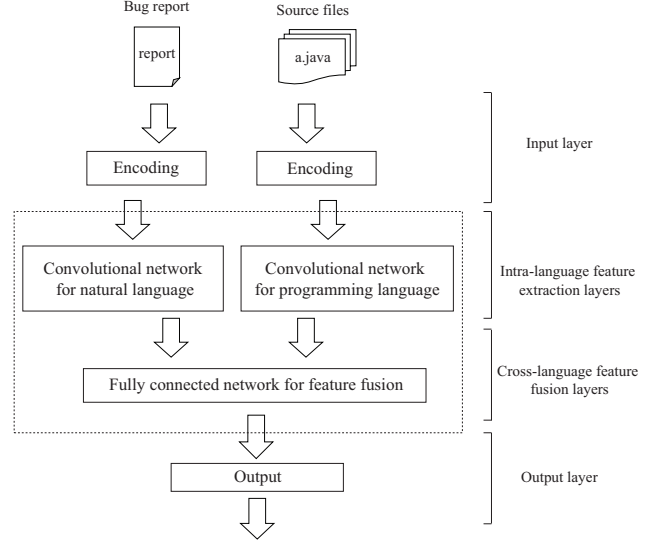 Bug report
Source files
report
a.java
Input layer
Encoding
Encoding
Convolutional network
for natural language
Convolutional network
for programming language
Intra-language feature
extraction layers
Fully connected network for feature fusion
Cross-language feature
fusion layers
Output
Output layer